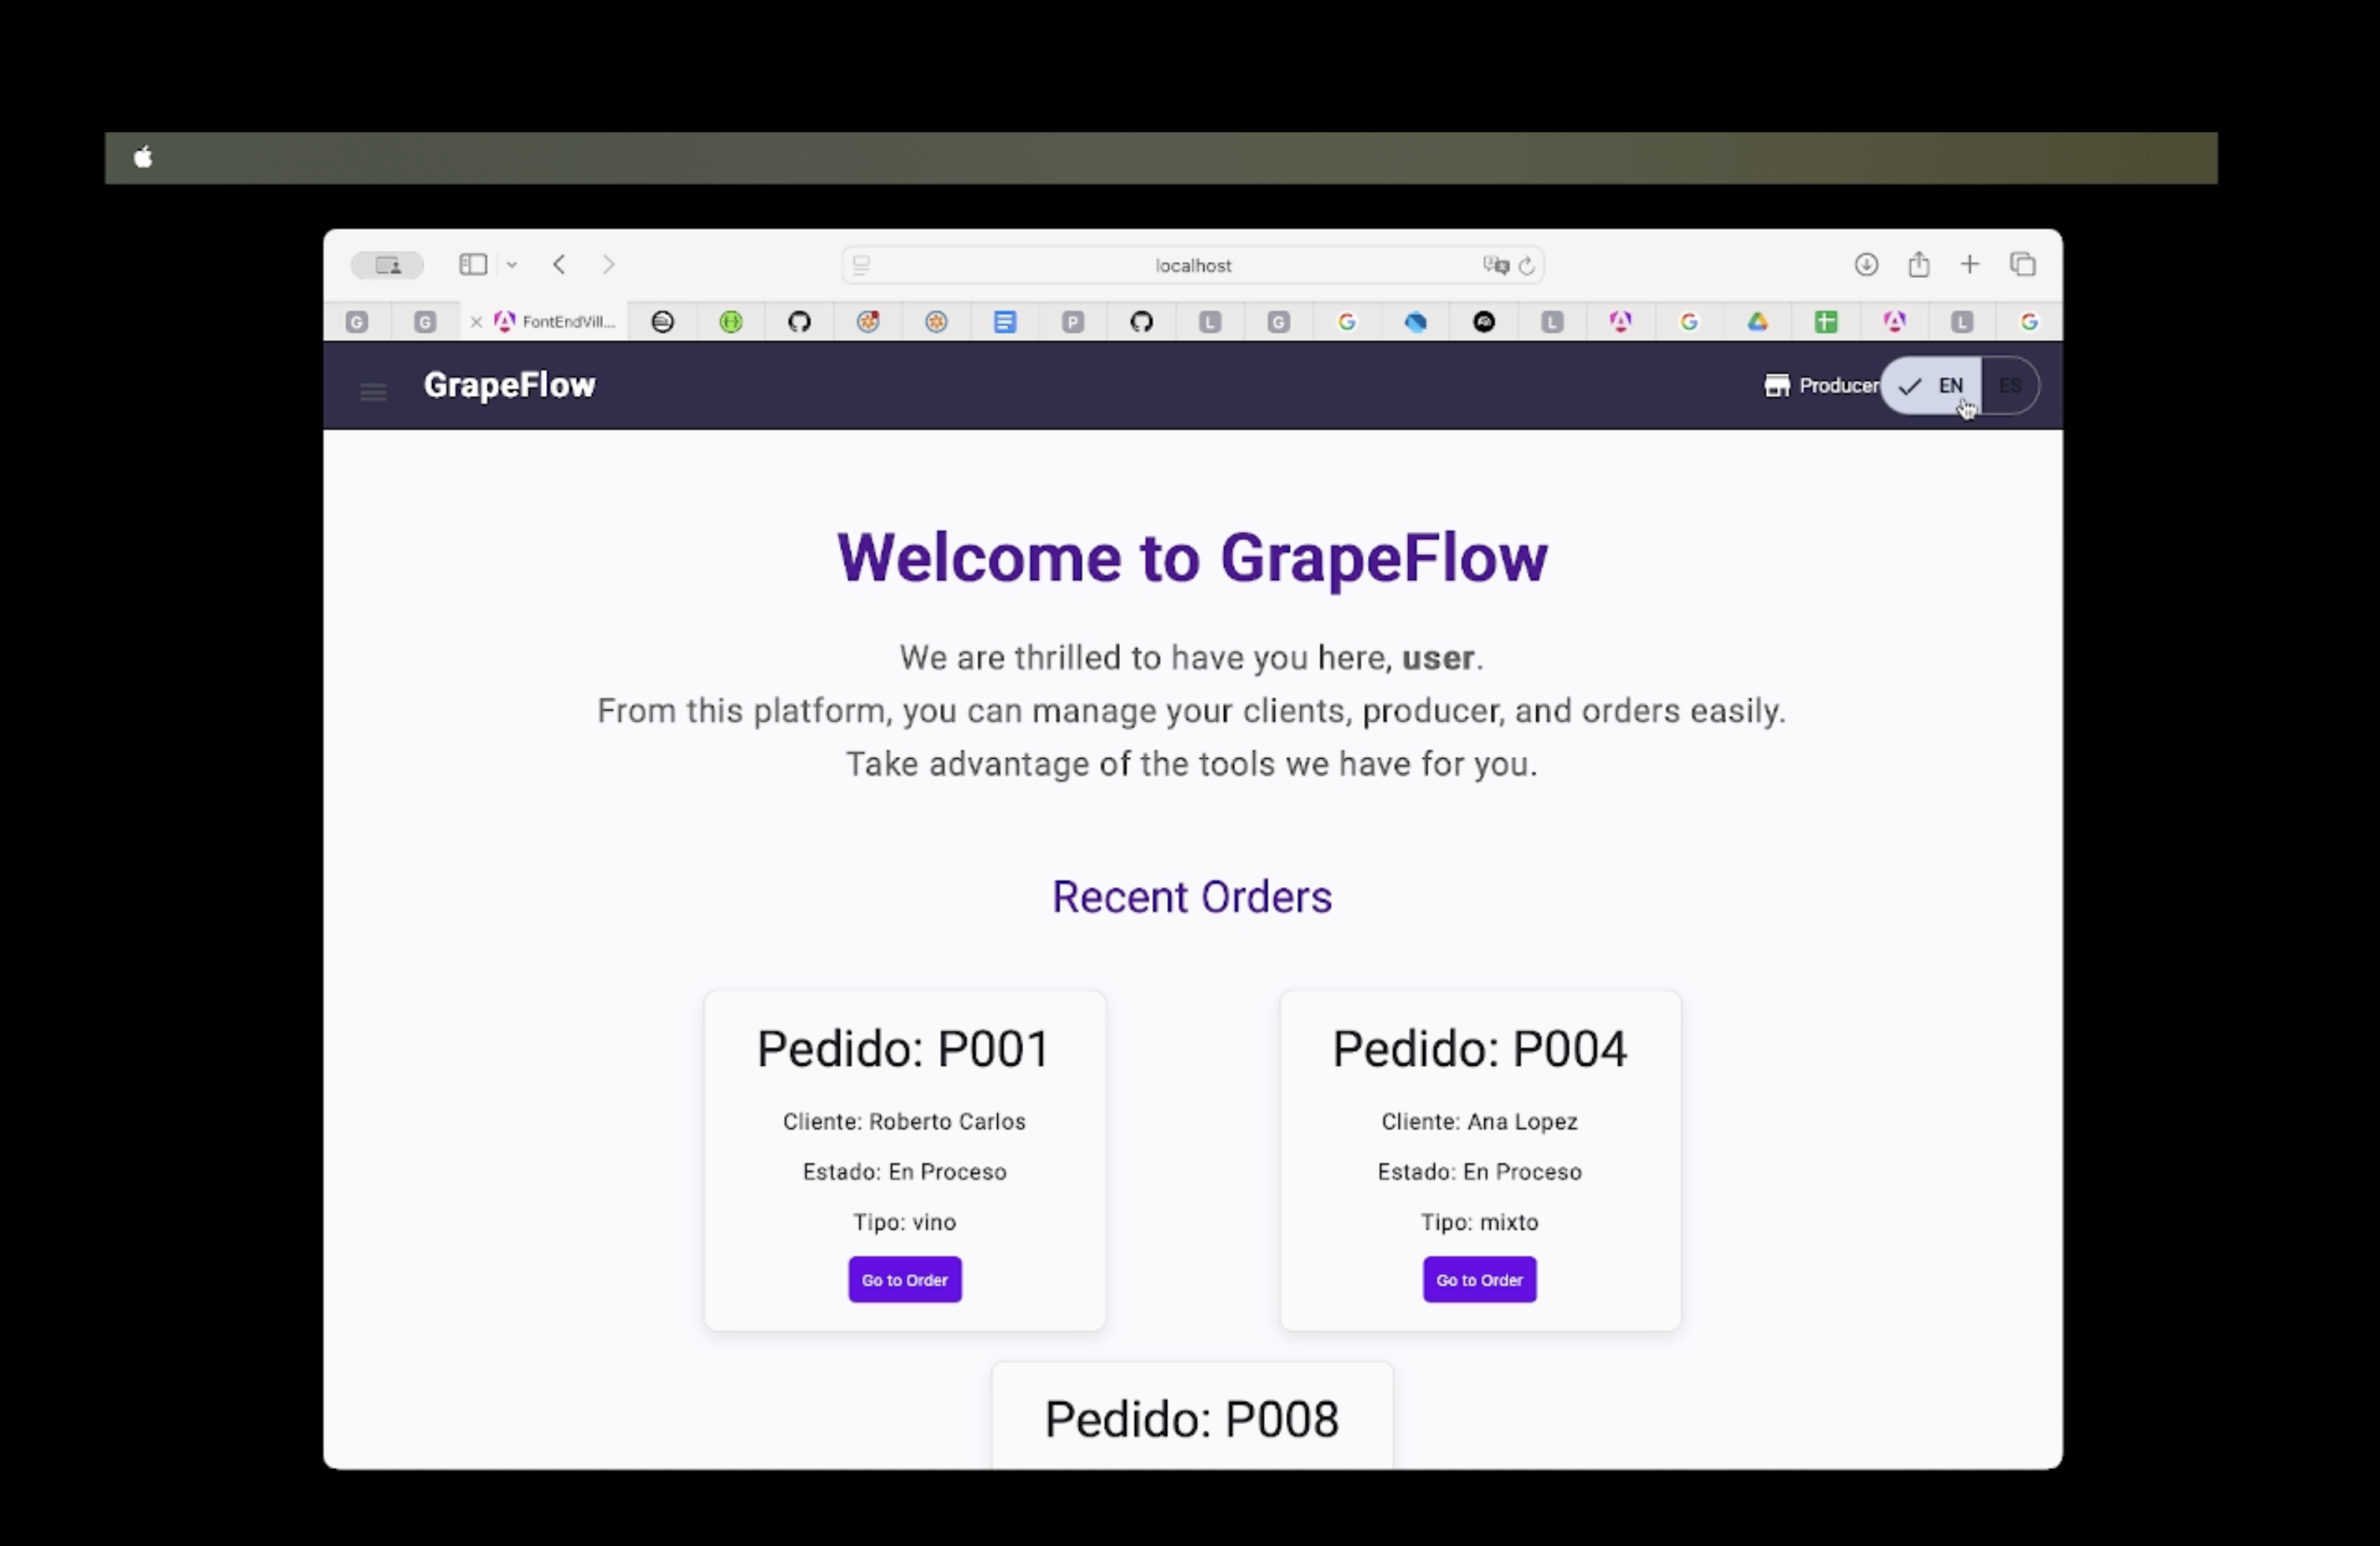 localhost
G
G
FontEndVill...
P
L
G
G
L
G
L
G
GrapeFlow
Producer
EN
ES
Welcome to GrapeFlow
We are thrilled to have you here, user.
From this platform, you can manage your clients, producer, and orders easily.
Take advantage of the tools we have for you.
Recent Orders
Pedido: P001
Cliente: Roberto Carlos
Estado: En Proceso
Tipo: vino
Go to Order
Pedido: P004
Cliente: Ana Lopez
Estado: En Proceso
Tipo: mixto
Go to Order
Pedido: P008